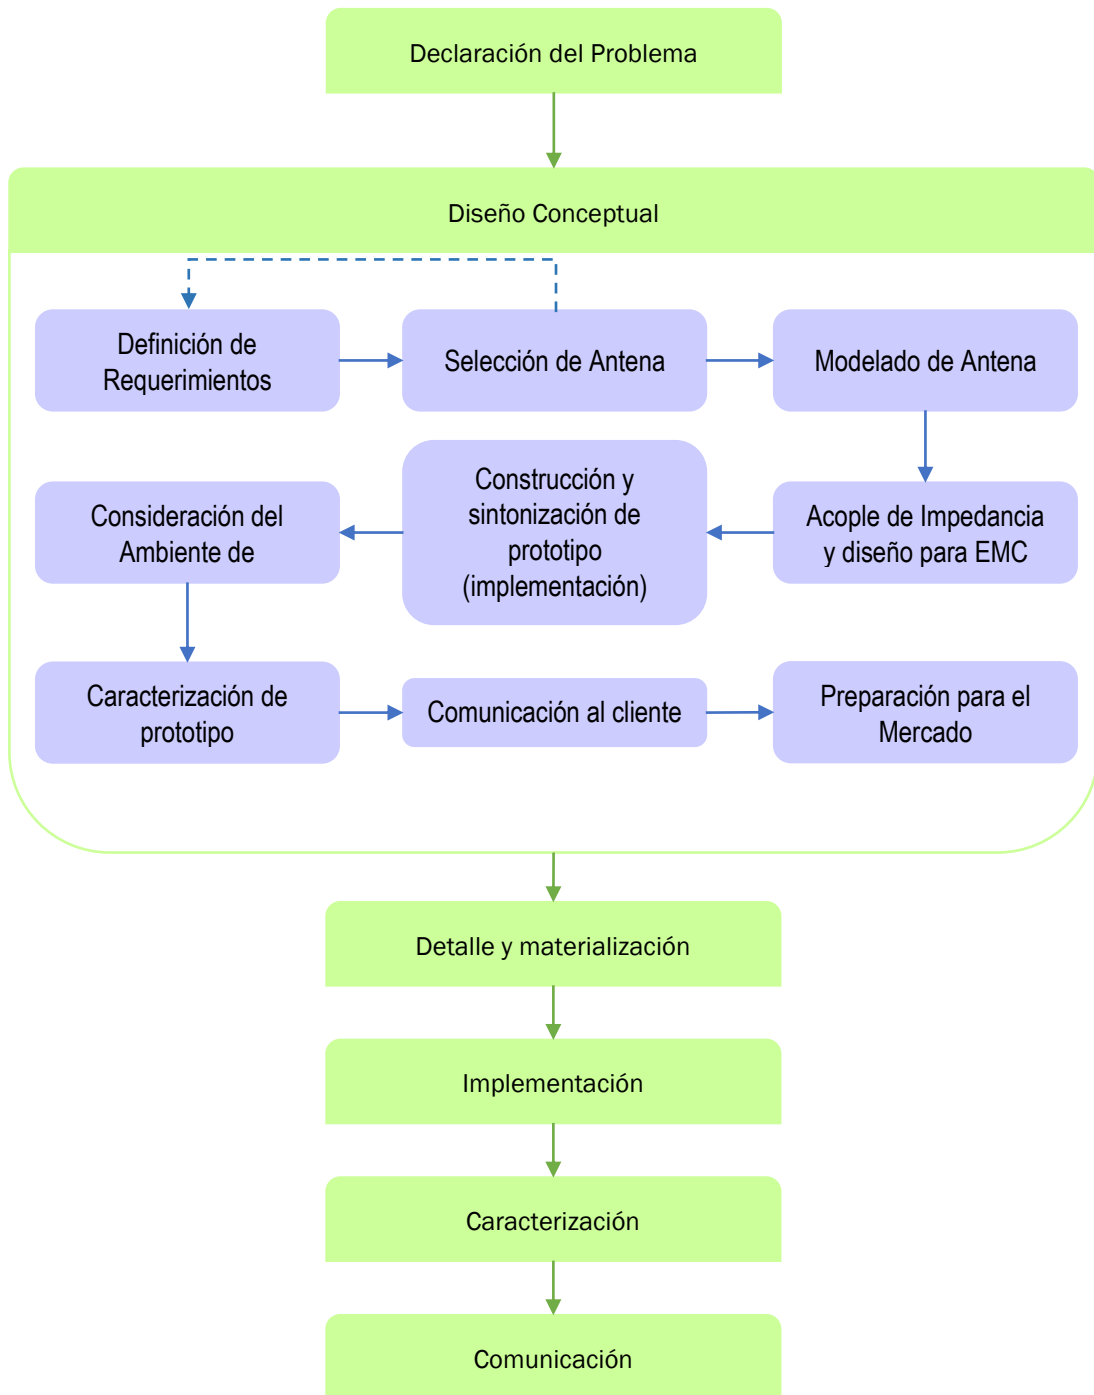 Declaración del Problema
Diseño Conceptual
Definición de
Requerimientos
Selección de Antena
Modelado de Antena
Consideración del
Ambiente de
Construcción y
sintonización de
prototipo
(implementación)
Acople de Impedancia
y diseño para EMC
Caracterización de
prototipo
Comunicación al cliente
Preparación para el
Mercado
Detalle y materialización
Implementación
Caracterización
Comunicación